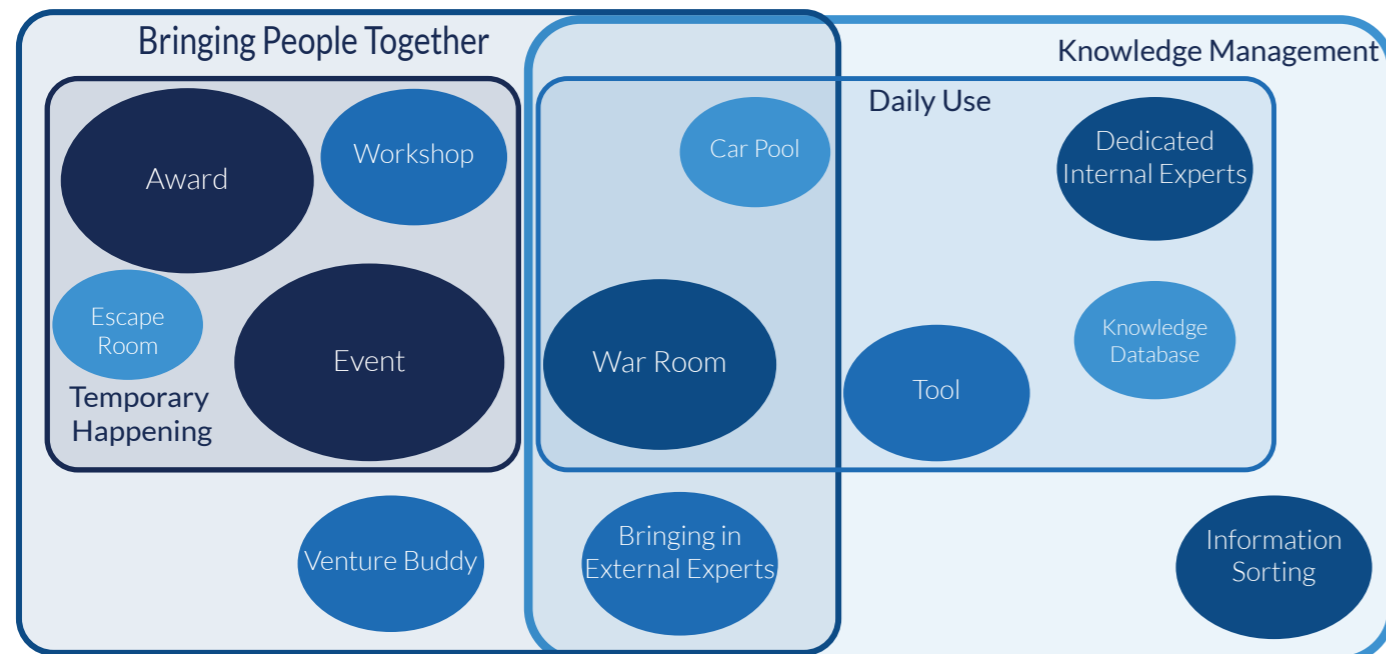 Bringing People Together
Knowledge Management
Daily Use
Award
Workshop
Car Pool
Dedicated
Internal Experts
Escape
Room
Event
War Room
Tool
Knowledge
Database
Temporary
Happening
Venture Buddy
Bringing in
External Experts
Information
Sorting